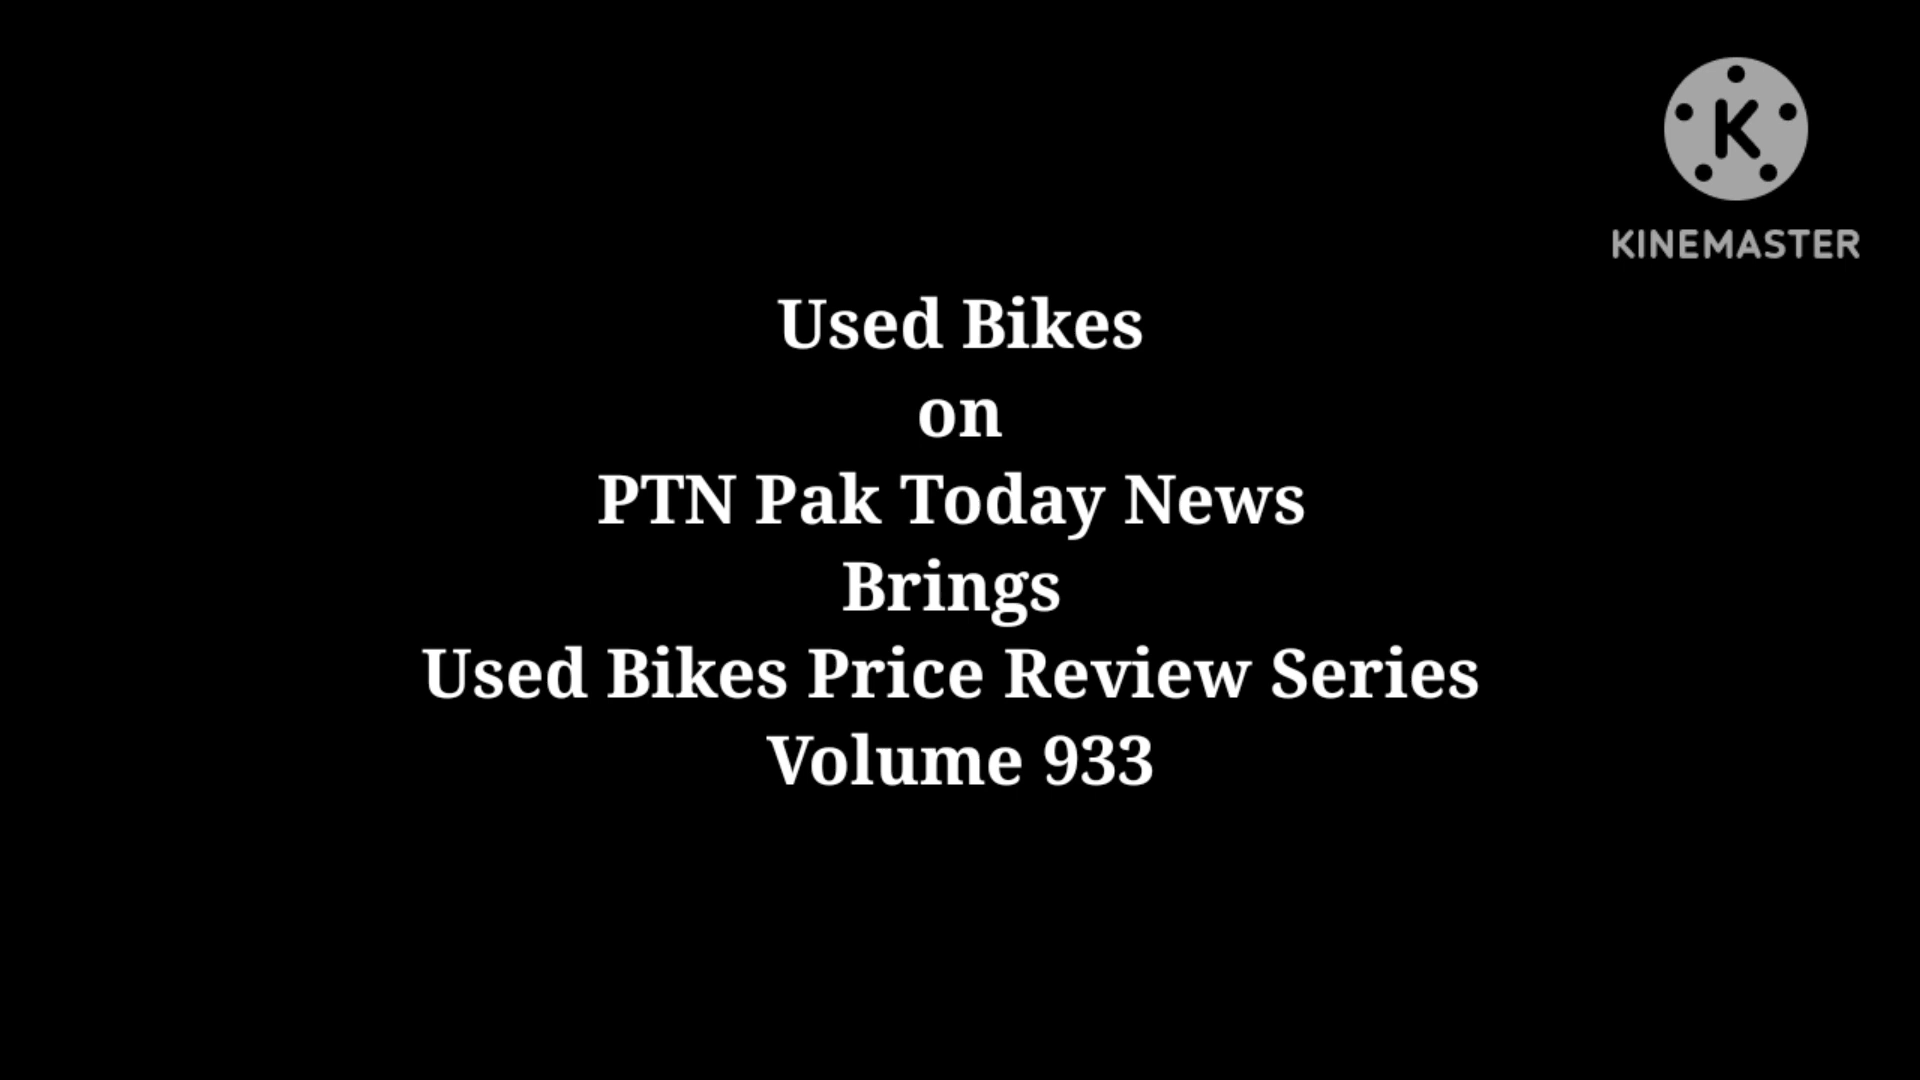 K
KINEMASTER
Used Bikes
on
PTN Pak Today News
Brings
Used Bikes Price Review Series
Volume 933